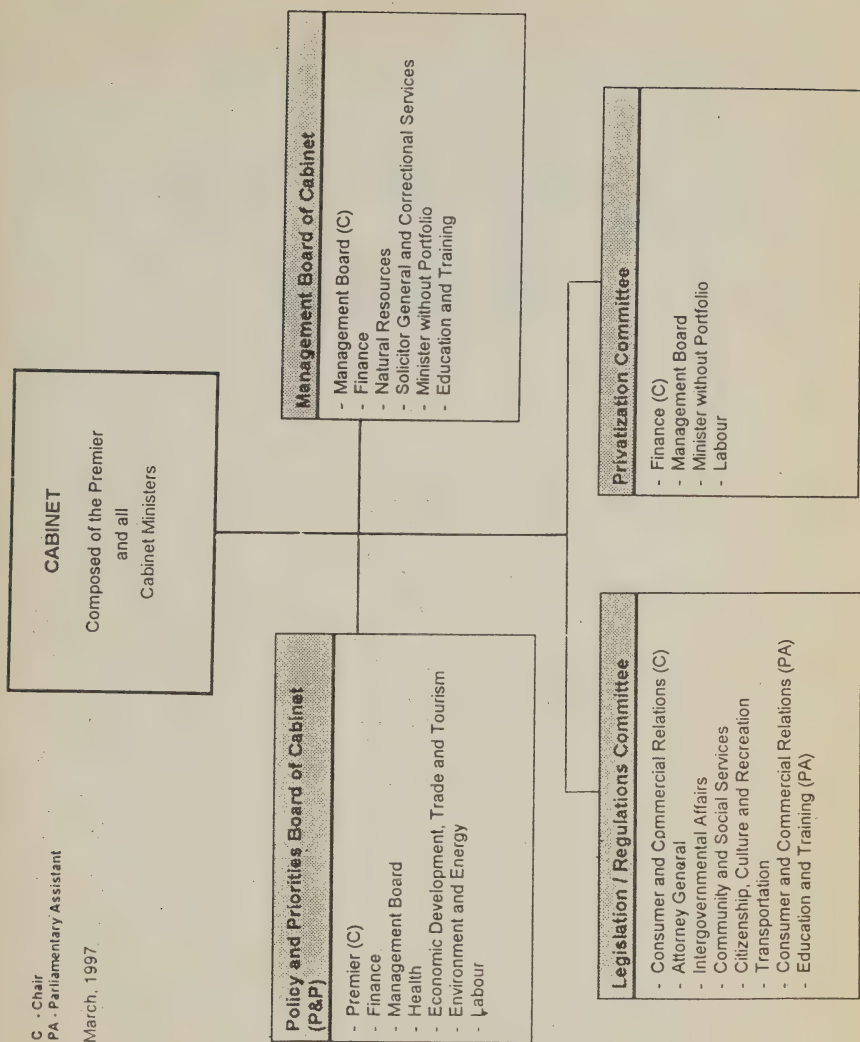 CABINET
Composed of the Premier
and all
Cabinet Ministers
C - Chair
PA - Parliamentary Assistant
March, 1997
Policy and Priorities Board of Cabinet
(P&P)
- Premier (C)
- Finance
- Management Board
- Health
- Economic Development, Trade and Tourism
- Environment and Energy
- Labour
Management Board of Cabinet
- Management Board (C)
- Finance
- Natural Resources
- Solicitor General and Correctional Services
- Minister without Portfolio
- Education and Training
Legislation / Regulations Committee
- Consumer and Commercial Relations (C)
- Attorney General
- Intergovernmental Affairs
- Community and Social Services
- Citizenship, Culture and Recreation
- Transportation
- Consumer and Commercial Relations (PA)
- Education and Training (PA)
Privatization Committee
- Finance (C)
- Management Board
- Minister without Portfolio
- Labour